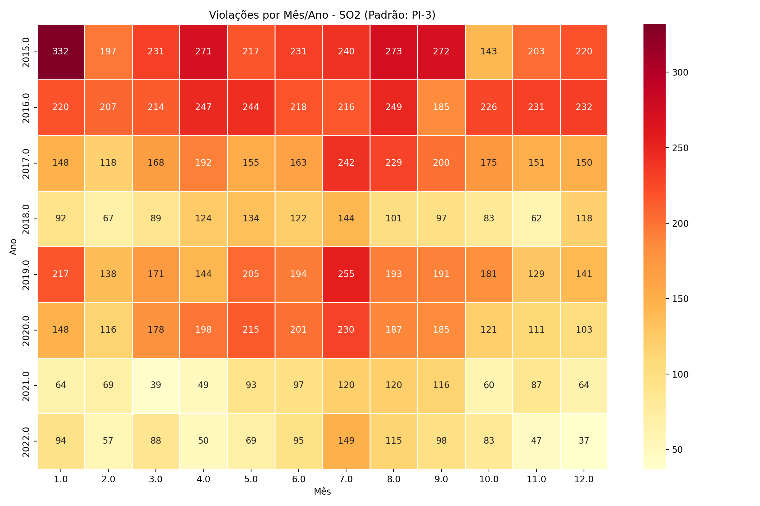 Violações por Mês/Ano - SO2 (Padrão: PI-3)
Ano
2015.0 332 197 231 271 217 231 240 273 272 143 203 220
2016.0 220 207 214 247 244 218 216 249 185 226 231 232
2017.0 148 118 168 192 155 163 242 229 200 175 151 150
2018.0 92 67 89 124 134 122 144 101 97 83 62 118
2019.0 217 138 171 144 205 194 255 193 191 181 129 141
2020.0 148 116 178 198 215 201 230 187 185 121 111 103
2021.0 64 69 39 49 93 97 120 120 116 60 87 64
2022.0 94 57 88 50 69 95 149 115 98 83 47 37
1.0 2.0 3.0 4.0 5.0 6.0 7.0 8.0 9.0 10.0 11.0 12.0
Mês
300
250
200
150
100
50